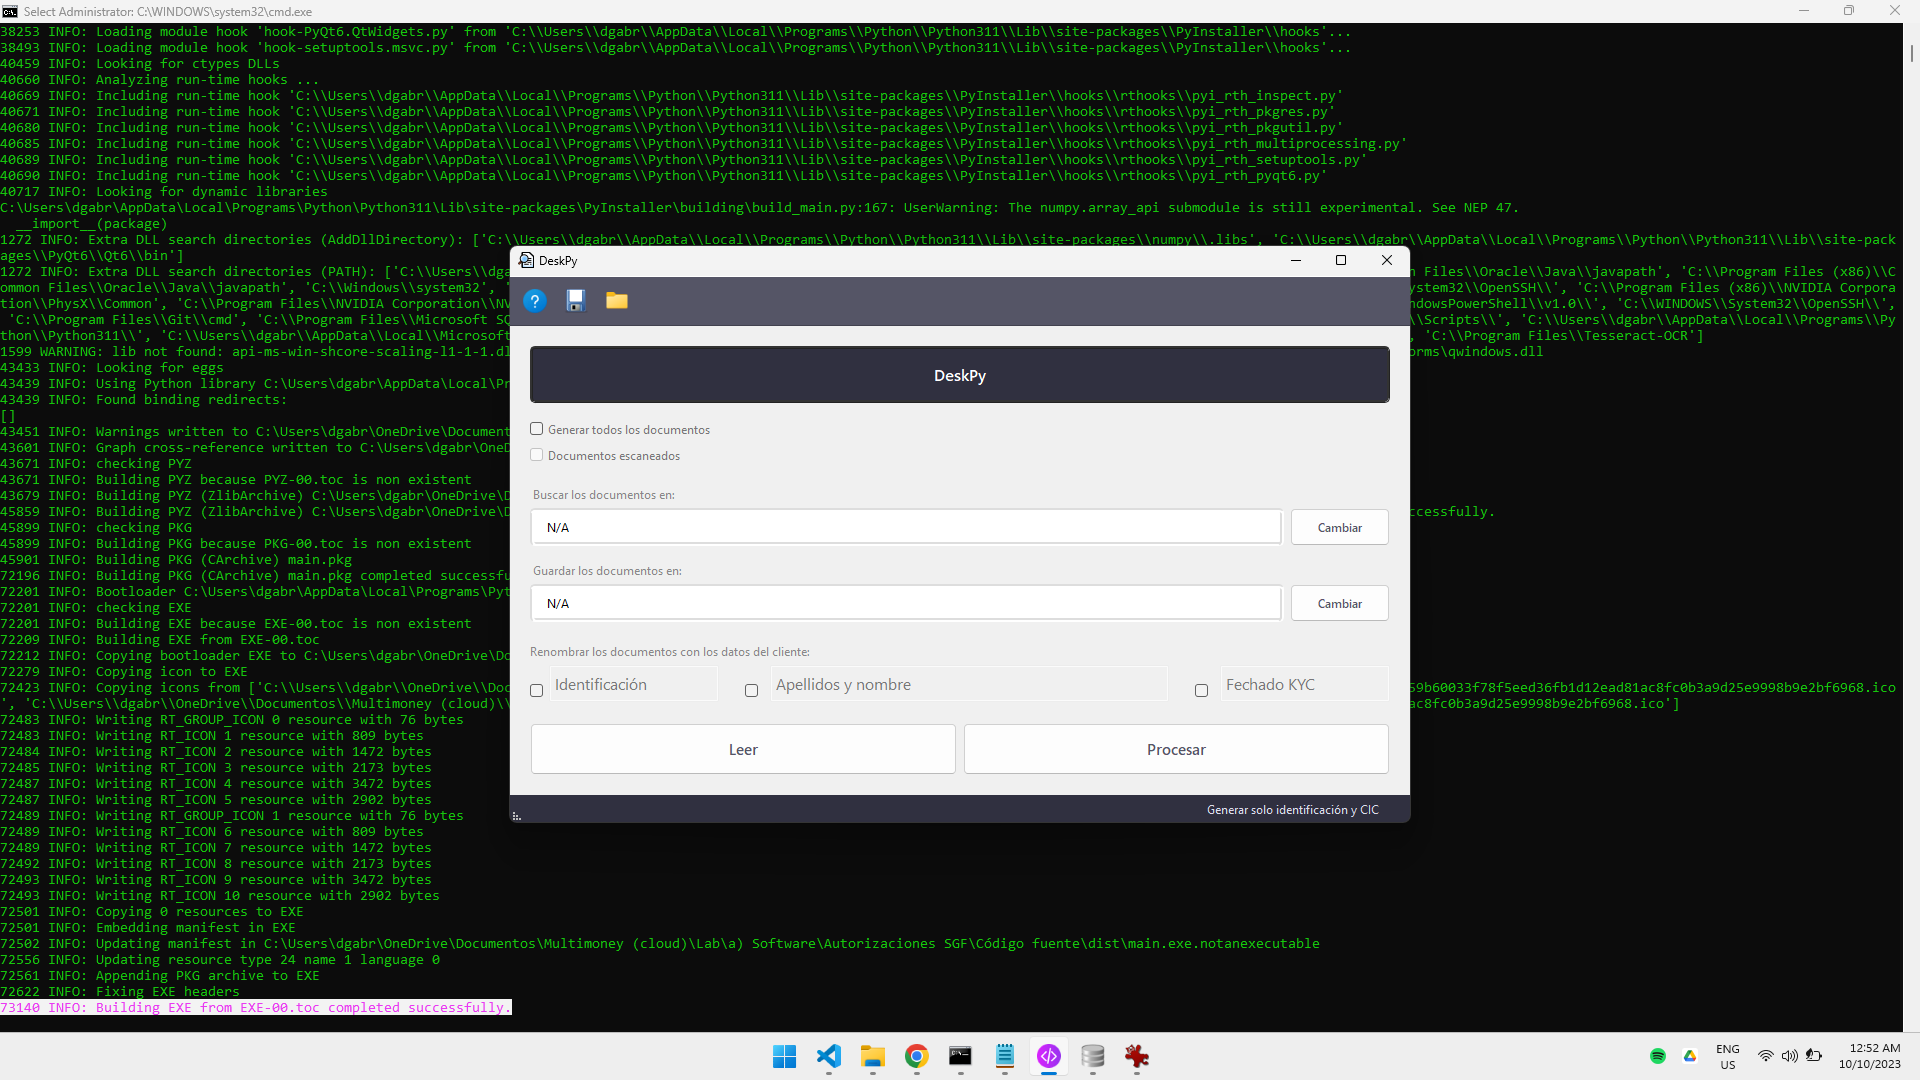 Select Administrator: C:\WINDOWS\system32\cmd.exe
38253 INFO: Loading module hook 'hook-PyQt6.QtWidgets.py' from 'C:\\Users\\dgabr\\AppData\\Local\\Programs\\Python\\Python311\\Lib\\site-packages\\PyInstaller\\hooks'...
38493 INFO: Loading module hook 'hook-setuptools.msvc.py' from 'C:\\Users\\dgabr\\AppData\\Local\\Programs\\Python\\Python311\\Lib\\site-packages\\PyInstaller\\hooks'...
40459 INFO: Looking for ctypes DLLs
40660 INFO: Analyzing run-time hooks ...
40669 INFO: Including run-time hook 'C:\\Users\\dgabr\\AppData\\Local\\Programs\\Python\\Python311\\Lib\\site-packages\\PyInstaller\\hooks\\rthooks\\pyi_rth_inspect.py'
40671 INFO: Including run-time hook 'C:\\Users\\dgabr\\AppData\\Local\\Programs\\Python\\Python311\\Lib\\site-packages\\PyInstaller\\hooks\\rthooks\\pyi_rth_pkgres.py'
40680 INFO: Including run-time hook 'C:\\Users\\dgabr\\AppData\\Local\\Programs\\Python\\Python311\\Lib\\site-packages\\PyInstaller\\hooks\\rthooks\\pyi_rth_pkgutil.py'
40685 INFO: Including run-time hook 'C:\\Users\\dgabr\\AppData\\Local\\Programs\\Python\\Python311\\Lib\\site-packages\\PyInstaller\\hooks\\rthooks\\pyi_rth_multiprocessing.py'
40689 INFO: Including run-time hook 'C:\\Users\\dgabr\\AppData\\Local\\Programs\\Python\\Python311\\Lib\\site-packages\\PyInstaller\\hooks\\rthooks\\pyi_rth_setuptools.py'
40690 INFO: Including run-time hook 'C:\\Users\\dgabr\\AppData\\Local\\Programs\\Python\\Python311\\Lib\\site-packages\\PyInstaller\\hooks\\rthooks\\pyi_rth_pyqt6.py'
40717 INFO: Looking for dynamic libraries
C:\Users\dgabr\AppData\Local\Programs\Python\Python311\Lib\site-packages\PyInstaller\building\build_main.py:167: UserWarning: The numpy.array_api submodule is still experimental. See NEP 47.
__import__(package)
1272 INFO: Extra DLL search directories (AddDllDirectory): ['C:\\Users\\dgabr\\AppData\\Local\\Programs\\Python\\Python311\\Lib\\site-packages\\numpy\\.libs', 'C:\\Users\\dgabr\\AppData\\Local\\Programs\\Python\\Python311\\Lib\\site-pack
ages\\PyQt6\\Qt6\\bin']
1272 INFO: Extra DLL search directories (PATH): ['C:\\Users\\dga Files\\Oracle\\Java\\javapath', 'C:\\Program Files (x86)\\C
ommon Files\\Oracle\\Java\\javapath', 'C:\\Windows\\system32', ' ystem32\\OpenSSH\\', 'C:\\Program Files (x86)\\NVIDIA Corpora
tion\\PhysX\\Common', 'C:\\Program Files\\NVIDIA Corporation\\NV ndowsPowerShell\\v1.0\\', 'C:\\WINDOWS\\System32\\OpenSSH\\',
'C:\\Program Files\\Git\\cmd', 'C:\\Program Files\\Microsoft SQ \\Scripts\\', 'C:\\Users\\dgabr\\AppData\\Local\\Programs\\Py
thon\\Python311\\', 'C:\\Users\\dgabr\\AppData\\Local\\Microsoft , 'C:\\Program Files\\Tesseract-OCR']
1599 WARNING: lib not found: api-ms-win-shcore-scaling-l1-1-1.dl orms\qwindows.dll
43433 INFO: Looking for eggs
43439 INFO: Using Python library C:\Users\dgabr\AppData\Local\Pr
43439 INFO: Found binding redirects:
[]
43451 INFO: Warnings written to C:\Users\dgabr\OneDrive\Document
43601 INFO: Graph cross-reference written to C:\Users\dgabr\OneD
43671 INFO: checking PYZ
43671 INFO: Building PYZ because PYZ-00.toc is non existent
43679 INFO: Building PYZ (ZlibArchive) C:\Users\dgabr\OneDrive\D
45859 INFO: Building PYZ (ZlibArchive) C:\Users\dgabr\OneDrive\D ccessfully.
45899 INFO: checking PKG
45899 INFO: Building PKG because PKG-00.toc is non existent
45901 INFO: Building PKG (CArchive) main.pkg
72196 INFO: Building PKG (CArchive) main.pkg completed successfu
72201 INFO: Bootloader C:\Users\dgabr\AppData\Local\Programs\Pyt
72201 INFO: checking EXE
72201 INFO: Building EXE because EXE-00.toc is non existent
72209 INFO: Building EXE from EXE-00.toc
72212 INFO: Copying bootloader EXE to C:\Users\dgabr\OneDrive\Do
72279 INFO: Copying icon to EXE
72423 INFO: Copying icons from ['C:\\Users\\dgabr\\OneDrive\\Doc 59b60033f78f5eed36fb1d12ead81ac8fc0b3a9d25e9998b9e2bf6968.ico
', 'C:\\Users\\dgabr\\OneDrive\\Documentos\\Multimoney (cloud)\\ ac8fc0b3a9d25e9998b9e2bf6968.ico']
72483 INFO: Writing RT_GROUP_ICON 0 resource with 76 bytes
72483 INFO: Writing RT_ICON 1 resource with 809 bytes
72484 INFO: Writing RT_ICON 2 resource with 1472 bytes
72485 INFO: Writing RT_ICON 3 resource with 2173 bytes
72487 INFO: Writing RT_ICON 4 resource with 3472 bytes
72487 INFO: Writing RT_ICON 5 resource with 2902 bytes
72489 INFO: Writing RT_GROUP_ICON 1 resource with 76 bytes
72489 INFO: Writing RT_ICON 6 resource with 809 bytes
72489 INFO: Writing RT_ICON 7 resource with 1472 bytes
72492 INFO: Writing RT_ICON 8 resource with 2173 bytes
72493 INFO: Writing RT_ICON 9 resource with 3472 bytes
72493 INFO: Writing RT_ICON 10 resource with 2902 bytes
72501 INFO: Copying 0 resources to EXE
72501 INFO: Embedding manifest in EXE
72502 INFO: Updating manifest in C:\Users\dgabr\OneDrive\Documentos\Multimoney (cloud)\Lab\a) Software\Autorizaciones SGF\Código fuente\dist\main.exe.notanexecutable
72556 INFO: Updating resource type 24 name 1 language 0
72561 INFO: Appending PKG archive to EXE
72622 INFO: Fixing EXE headers
73140 INFO: Building EXE from EXE-00.toc completed successfully.
DeskPy
?
DeskPy
Generar todos los documentos
Documentos escaneados
Buscar los documentos en:
N/A Cambiar
Guardar los documentos en:
N/A Cambiar
Renombrar los documentos con los datos del cliente:
Identificación Apellidos y nombre Fechado KYC
Leer Procesar
Generar solo identificación y CIC
ENG
US
12:52 AM
10/10/2023